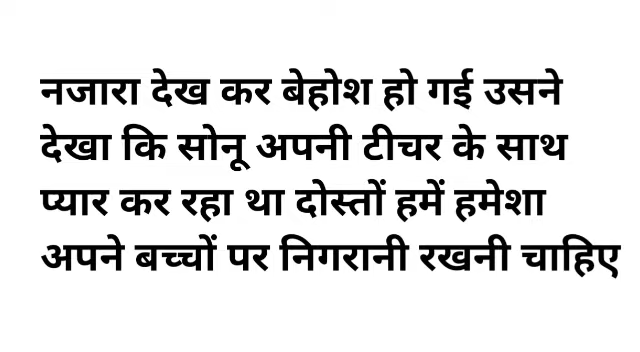 नजारा देख कर बेहोश हो गई उसने
देखा कि सोनू अपनी टीचर के साथ
प्यार कर रहा था दोस्तों हमें हमेशा
अपने बच्चों पर निगरानी रखनी चाहिए